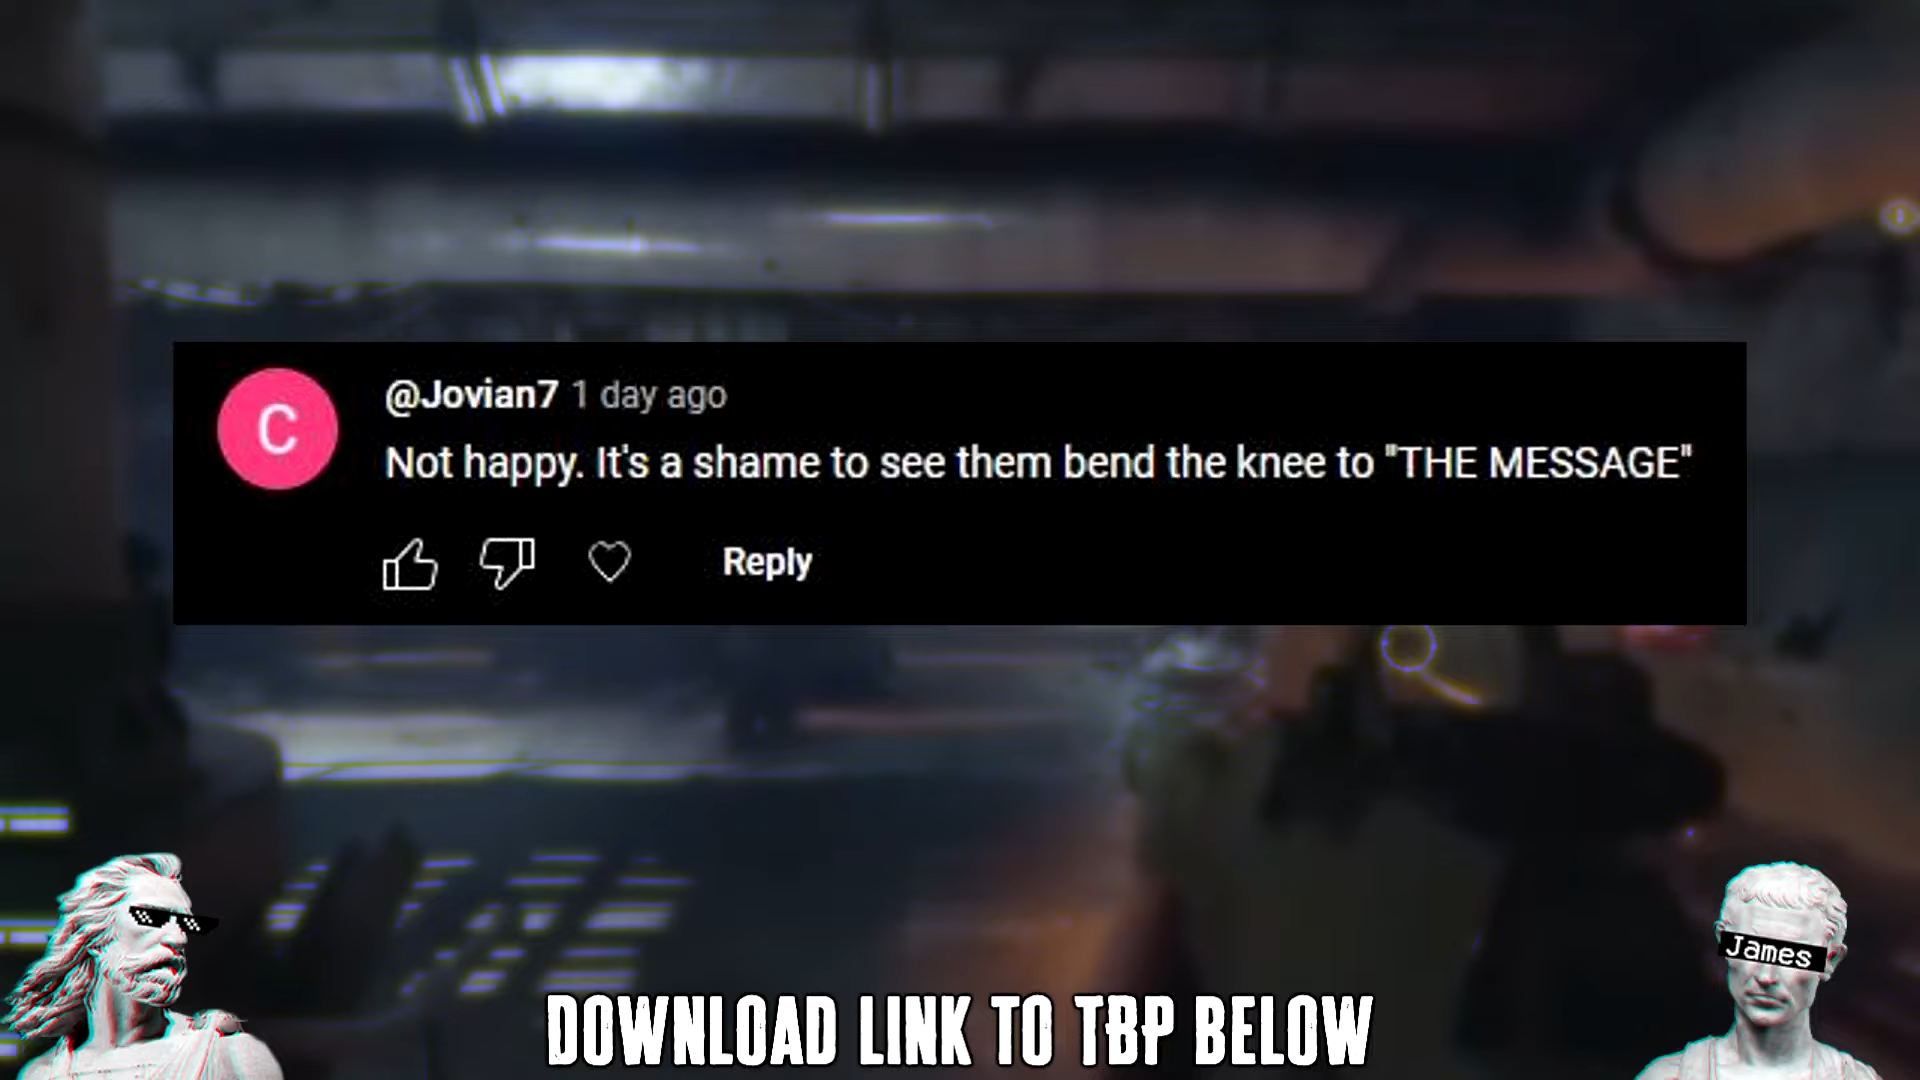 C
@Jovian7 1 day ago
Not happy. It's a shame to see them bend the knee to "THE MESSAGE"
Reply
James
DOWNLOAD LINK TO TBP BELOW